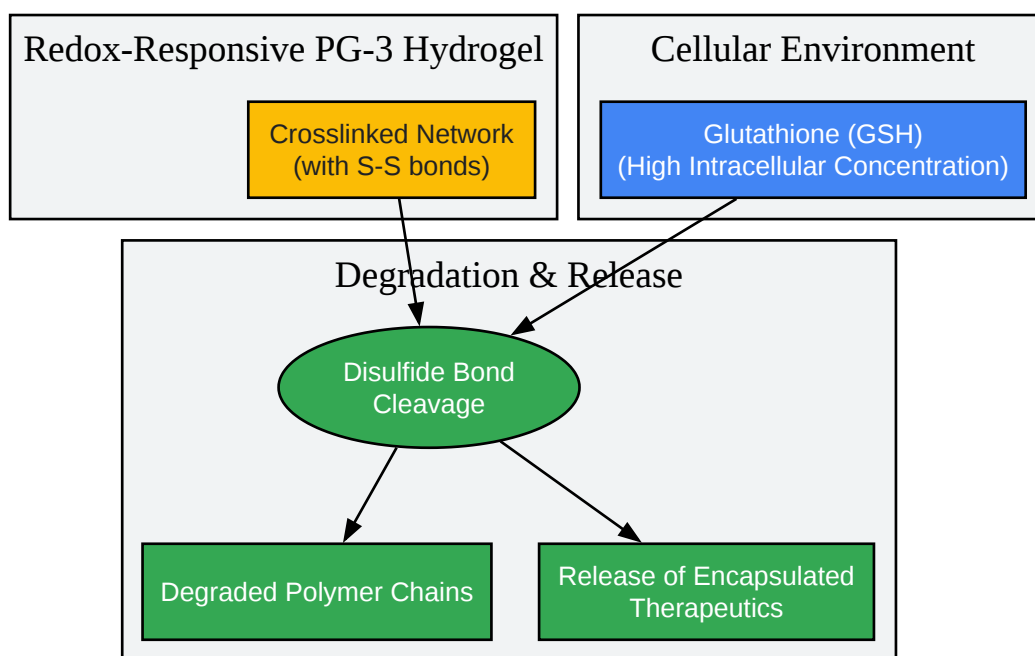 Redox-Responsive PG-3 Hydrogel
Cellular Environment
Crosslinked Network
(with S-S bonds)
Glutathione (GSH)
(High Intracellular Concentration)
Degradation & Release
Disulfide Bond
Cleavage
Degraded Polymer Chains
Release of Encapsulated
Therapeutics